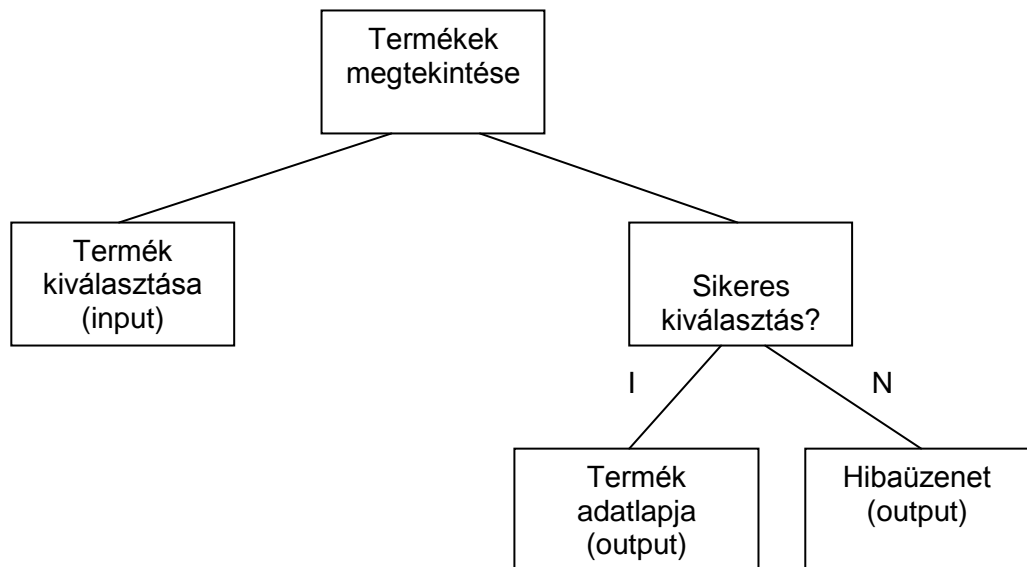 Termékek
megtekintése
Termék
kiválasztása
(input)
Sikeres
kiválasztás?
I
N
Termék
adatlapja
(output)
Hibaüzenet
(output)